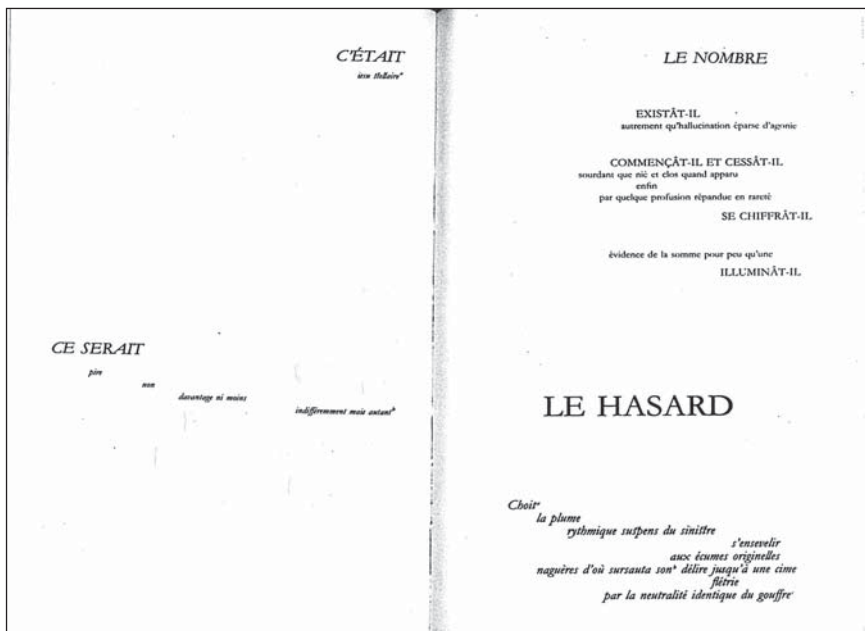 C'ÉTAIT
issu stellaire
CE SERAIT
pire
non
davantage ni moins
indifféremment mais autant
LE NOMBRE
EXISTÂT-IL
autrement qu'hallucination éparse d'agonie
COMMENÇÂT-IL ET CESSÂT-IL
sourdant que nié et clos quand apparu
enfin
par quelque profusion répandue en rareté
SE CHIFFRÂT-IL
évidence de la somme pour peu qu'une
ILLUMINÂT-IL
LE HASARD
Choit
la plume
rythmique suspens du sinistre
s'ensevelir
aux écumes originelles
naguères d'où sursauta son délire jusqu'à une cime
flétrie
par la neutralité identique du gouffre